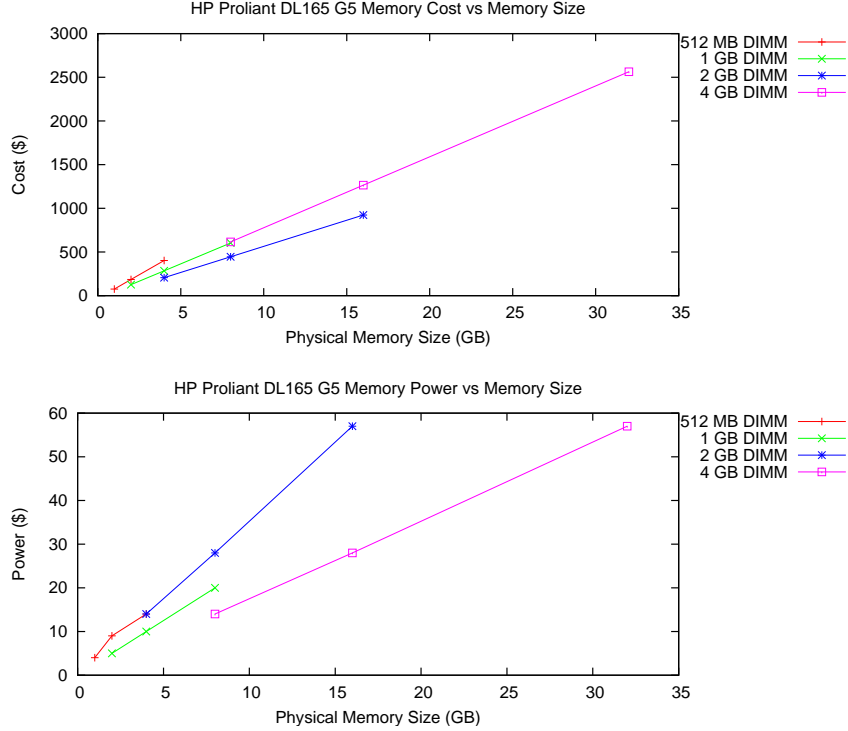 HP Proliant DL165 G5 Memory Cost vs Memory Size
3000
2500
2000
1500
1000
500
0
Cost ($)
0 5 10 15 20 25 30 35
Physical Memory Size (GB)
512 MB DIMM
1 GB DIMM
2 GB DIMM
4 GB DIMM
HP Proliant DL165 G5 Memory Power vs Memory Size
60
50
40
30
20
10
0
Power ($)
0 5 10 15 20 25 30 35
Physical Memory Size (GB)
512 MB DIMM
1 GB DIMM
2 GB DIMM
4 GB DIMM